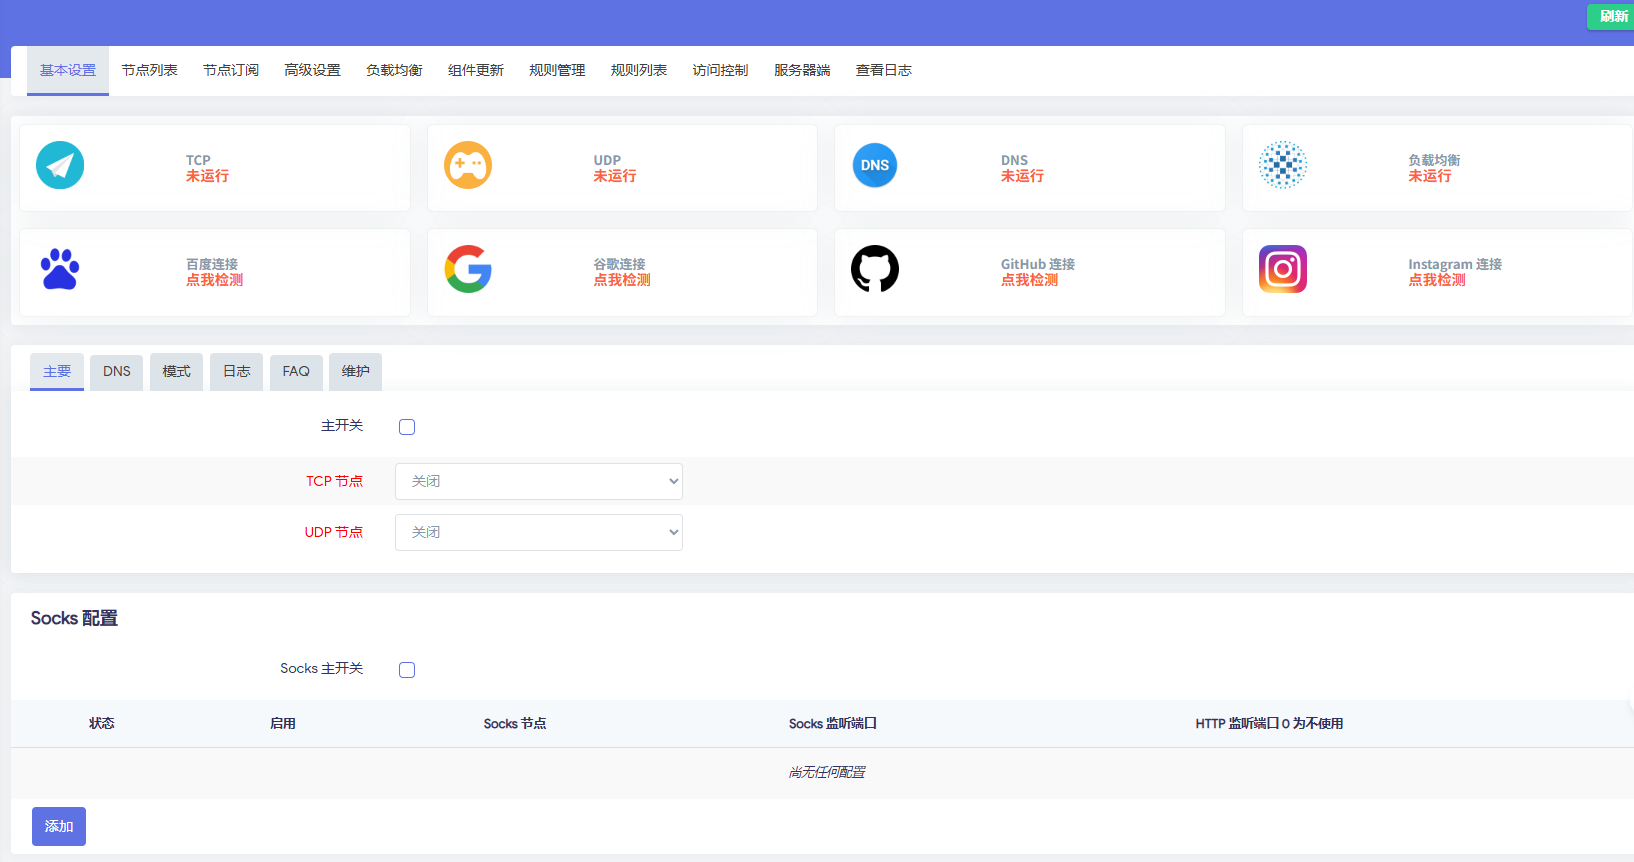 刷新
基本设置 节点列表 节点订阅 高级设置 负载均衡 组件更新 规则管理 规则列表 访问控制 服务器端 查看日志
TCP
未运行
UDP
未运行
DNS
DNS
未运行
负载均衡
未运行
百度连接
点我检测
谷歌连接
点我检测
GitHub 连接
点我检测
Instagram 连接
点我检测
主要 DNS 模式 日志 FAQ 维护
主开关
TCP 节点 关闭
UDP 节点 关闭
Socks 配置
Socks 主开关
状态 启用 Socks 节点 Socks 监听端口 HTTP 监听端口 0 为不使用
尚无任何配置
添加